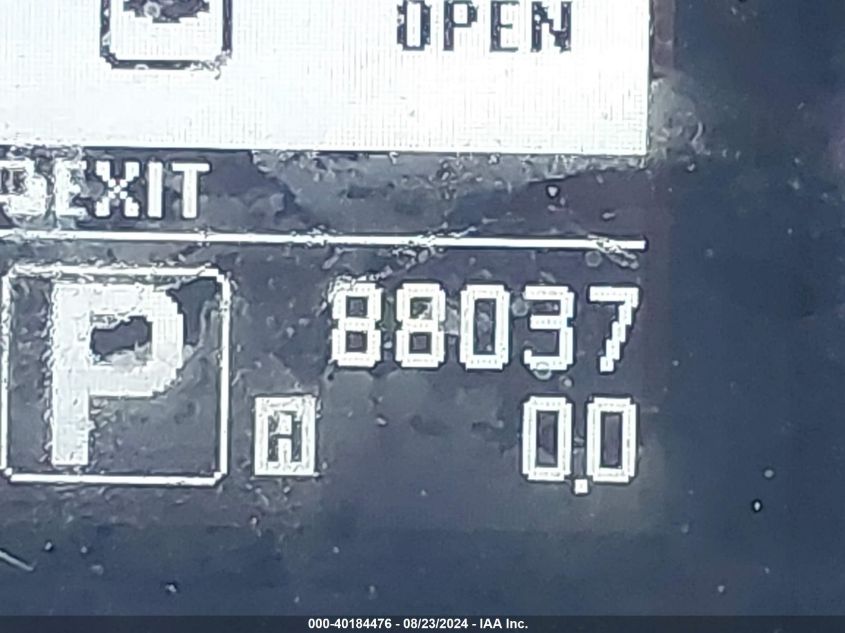 OPEN
EXIT
P
88037
A
0.0
000-40184476 - 08/23/2024 - IAA Inc.